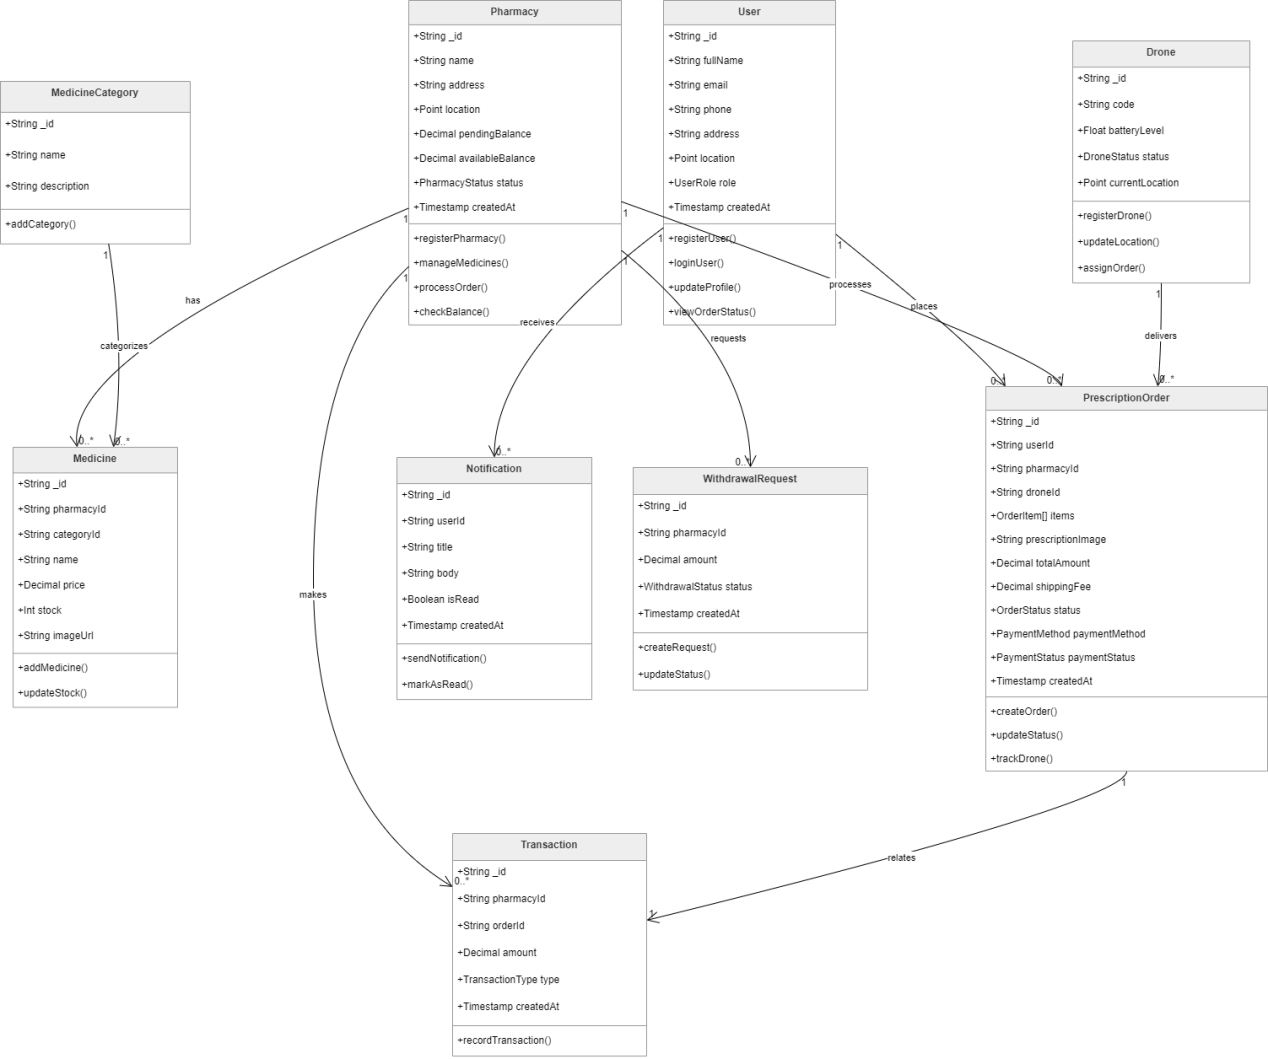 Pharmacy
+String _id
+String name
+String address
+Point location
+Decimal pendingBalance
+Decimal availableBalance
+PharmacyStatus status
+Timestamp createdAt
+registerPharmacy()
+manageMedicines()
+processOrder()
+checkBalance()
User
+String _id
+String fullName
+String email
+String phone
+String address
+Point location
+UserRole role
+Timestamp createdAt
+registerUser()
+loginUser()
+updateProfile()
+viewOrderStatus()
Drone
+String _id
+String code
+Float batteryLevel
+DroneStatus status
+Point currentLocation
+registerDrone()
+updateLocation()
+assignOrder()
MedicineCategory
+String _id
+String name
+String description
+addCategory()
1
1
1
1
1
1
1
1
has
categorizes
receives
requests
processes
places
delivers
0..*
0..*
0..*
0..*
0..*
0..*
Medicine
+String _id
+String pharmacyId
+String categoryId
+String name
+Decimal price
+Int stock
+String imageUrl
+addMedicine()
+updateStock()
Notification
+String _id
+String userId
+String title
+String body
+Boolean isRead
+Timestamp createdAt
+sendNotification()
+markAsRead()
WithdrawalRequest
+String _id
+String pharmacyId
+Decimal amount
+WithdrawalStatus status
+Timestamp createdAt
+createRequest()
+updateStatus()
PrescriptionOrder
+String _id
+String userId
+String pharmacyId
+String droneId
+OrderItem[] items
+String prescriptionImage
+Decimal totalAmount
+Decimal shippingFee
+OrderStatus status
+PaymentMethod paymentMethod
+PaymentStatus paymentStatus
+Timestamp createdAt
+createOrder()
+updateStatus()
+trackDrone()
makes
1
relates
1
0..*
Transaction
+String _id
+String pharmacyId
+String orderId
+Decimal amount
+TransactionType type
+Timestamp createdAt
+recordTransaction()